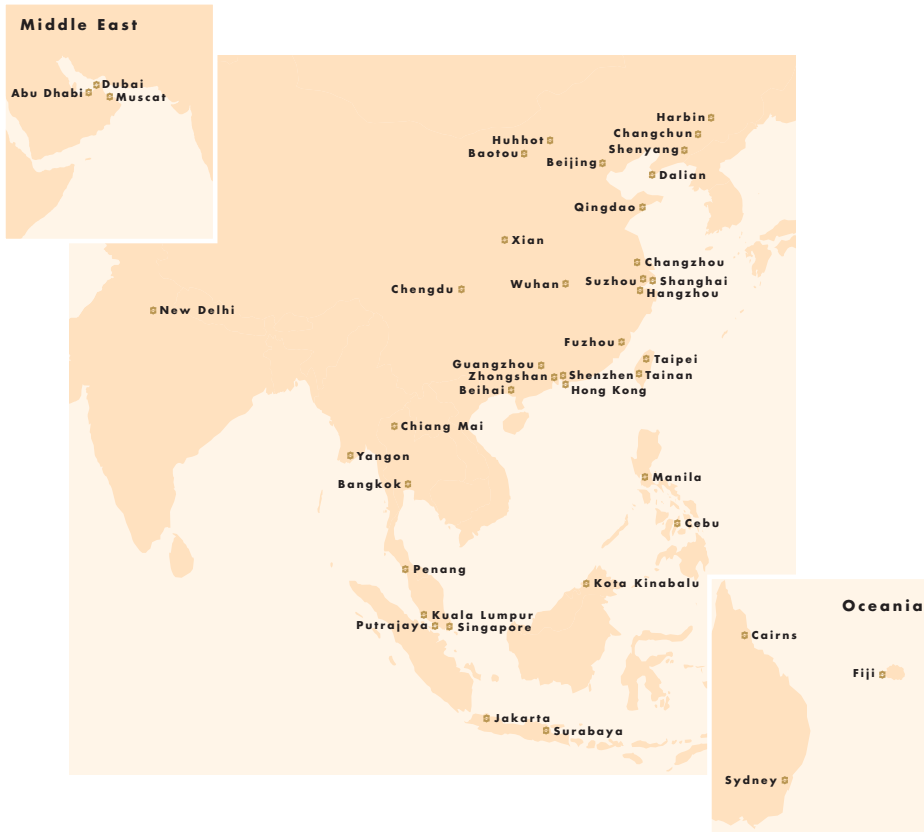 Middle East
Dubai
Abu Dhabi
Muscat
Harbin
Changchun
Huhhot
Shenyang
Baotou
Beijing
Dalian
Qingdao
Xian
Changzhou
Suzhou
Shanghai
Wuhan
Chengdu
Hangzhou
New Delhi
Fuzhou
Taipei
Guangzhou
Zhongshan
Shenzhen
Tainan
Beihai
Hong Kong
Chiang Mai
Yangon
Manila
Bangkok
Cebu
Penang
Kota Kinabalu
Oceania
Kuala Lumpur
Putrajaya
Singapore
Cairns
Fiji
Jakarta
Surabaya
Sydney